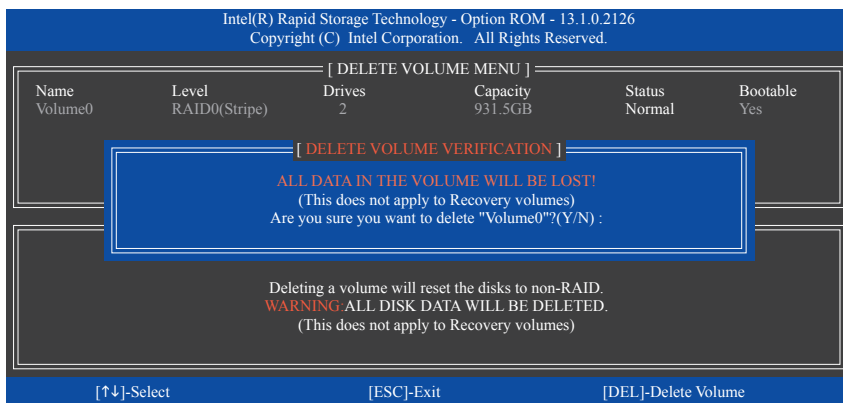 Intel(R) Rapid Storage Technology - Option ROM - 13.1.0.2126
Copyright (C) Intel Corporation. All Rights Reserved.
[ DELETE VOLUME MENU ]
Name Level Drives Capacity Status Bootable
Volume0 RAID0(Stripe) 2 931.5GB Normal Yes
[ DELETE VOLUME VERIFICATION ]
ALL DATA IN THE VOLUME WILL BE LOST!
(This does not apply to Recovery volumes)
Are you sure you want to delete "Volume0"?(Y/N) :
Deleting a volume will reset the disks to non-RAID.
WARNING:ALL DISK DATA WILL BE DELETED.
(This does not apply to Recovery volumes)
[↑↓]-Select [ESC]-Exit [DEL]-Delete Volume